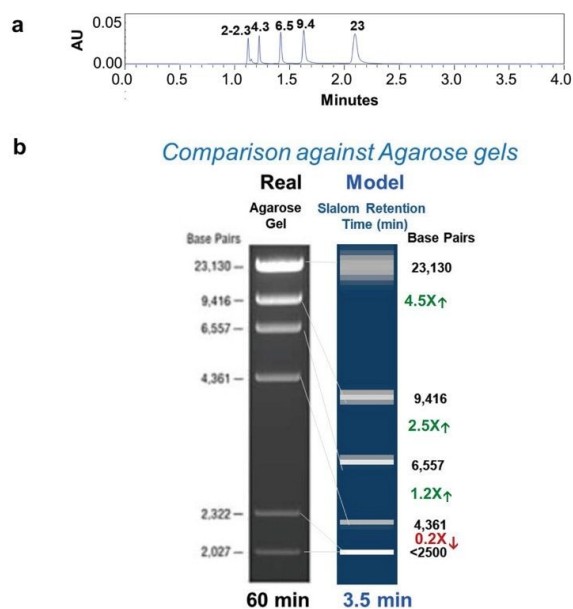 a
0.05
AU
0.00
2-2.3
4.3
6.5
9.4
23
0.0 0.5 1.0 1.5 2.0 2.5 3.0 3.5 4.0
Minutes
b
Comparison against Agarose gels
Real Model
Agarose Gel
Slalom Retention Time (min)
Base Pairs
Base Pairs
23,130
9,416
6,557
4,361
2,322
2,027
23,130
4.5X↑
9,416
2.5X↑
6,557
1.2X↑
4,361
0.2X↓
<2500
60 min 3.5 min